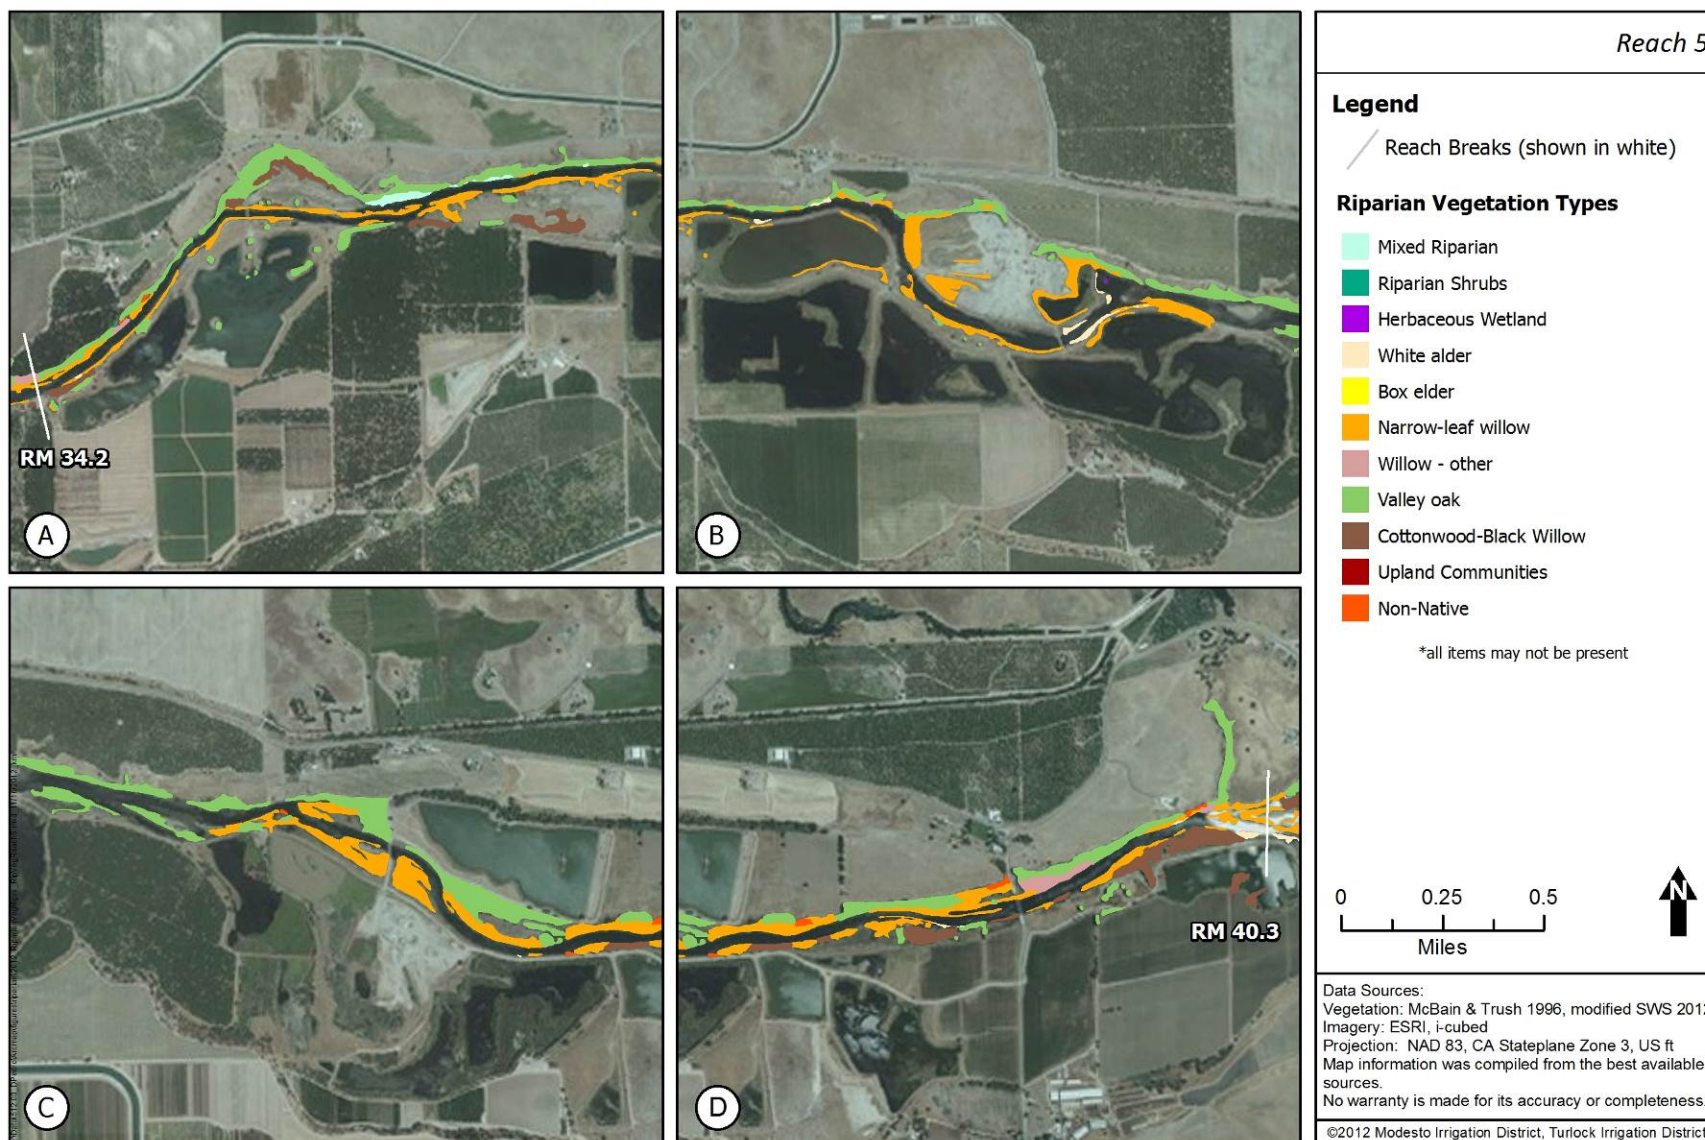 Reach 5
Legend
Reach Breaks (shown in white)
Riparian Vegetation Types
Mixed Riparian
Riparian Shrubs
Herbaceous Wetland
White alder
Box elder
Narrow-leaf willow
Willow - other
Valley oak
Cottonwood-Black Willow
Upland Communities
Non-Native
*all items may not be present
RM 34.2
A
B
C
D
RM 40.3
N
0 0.25 0.5
Miles
Data Sources:
Vegetation: McBain & Trush 1996, modified SWS 2012
Imagery: ESRI, i-cubed
Projection: NAD 83, CA Stateplane Zone 3, US ft
Map information was compiled from the best available
sources.
No warranty is made for its accuracy or completeness.
©2012 Modesto Irrigation District, Turlock Irrigation District